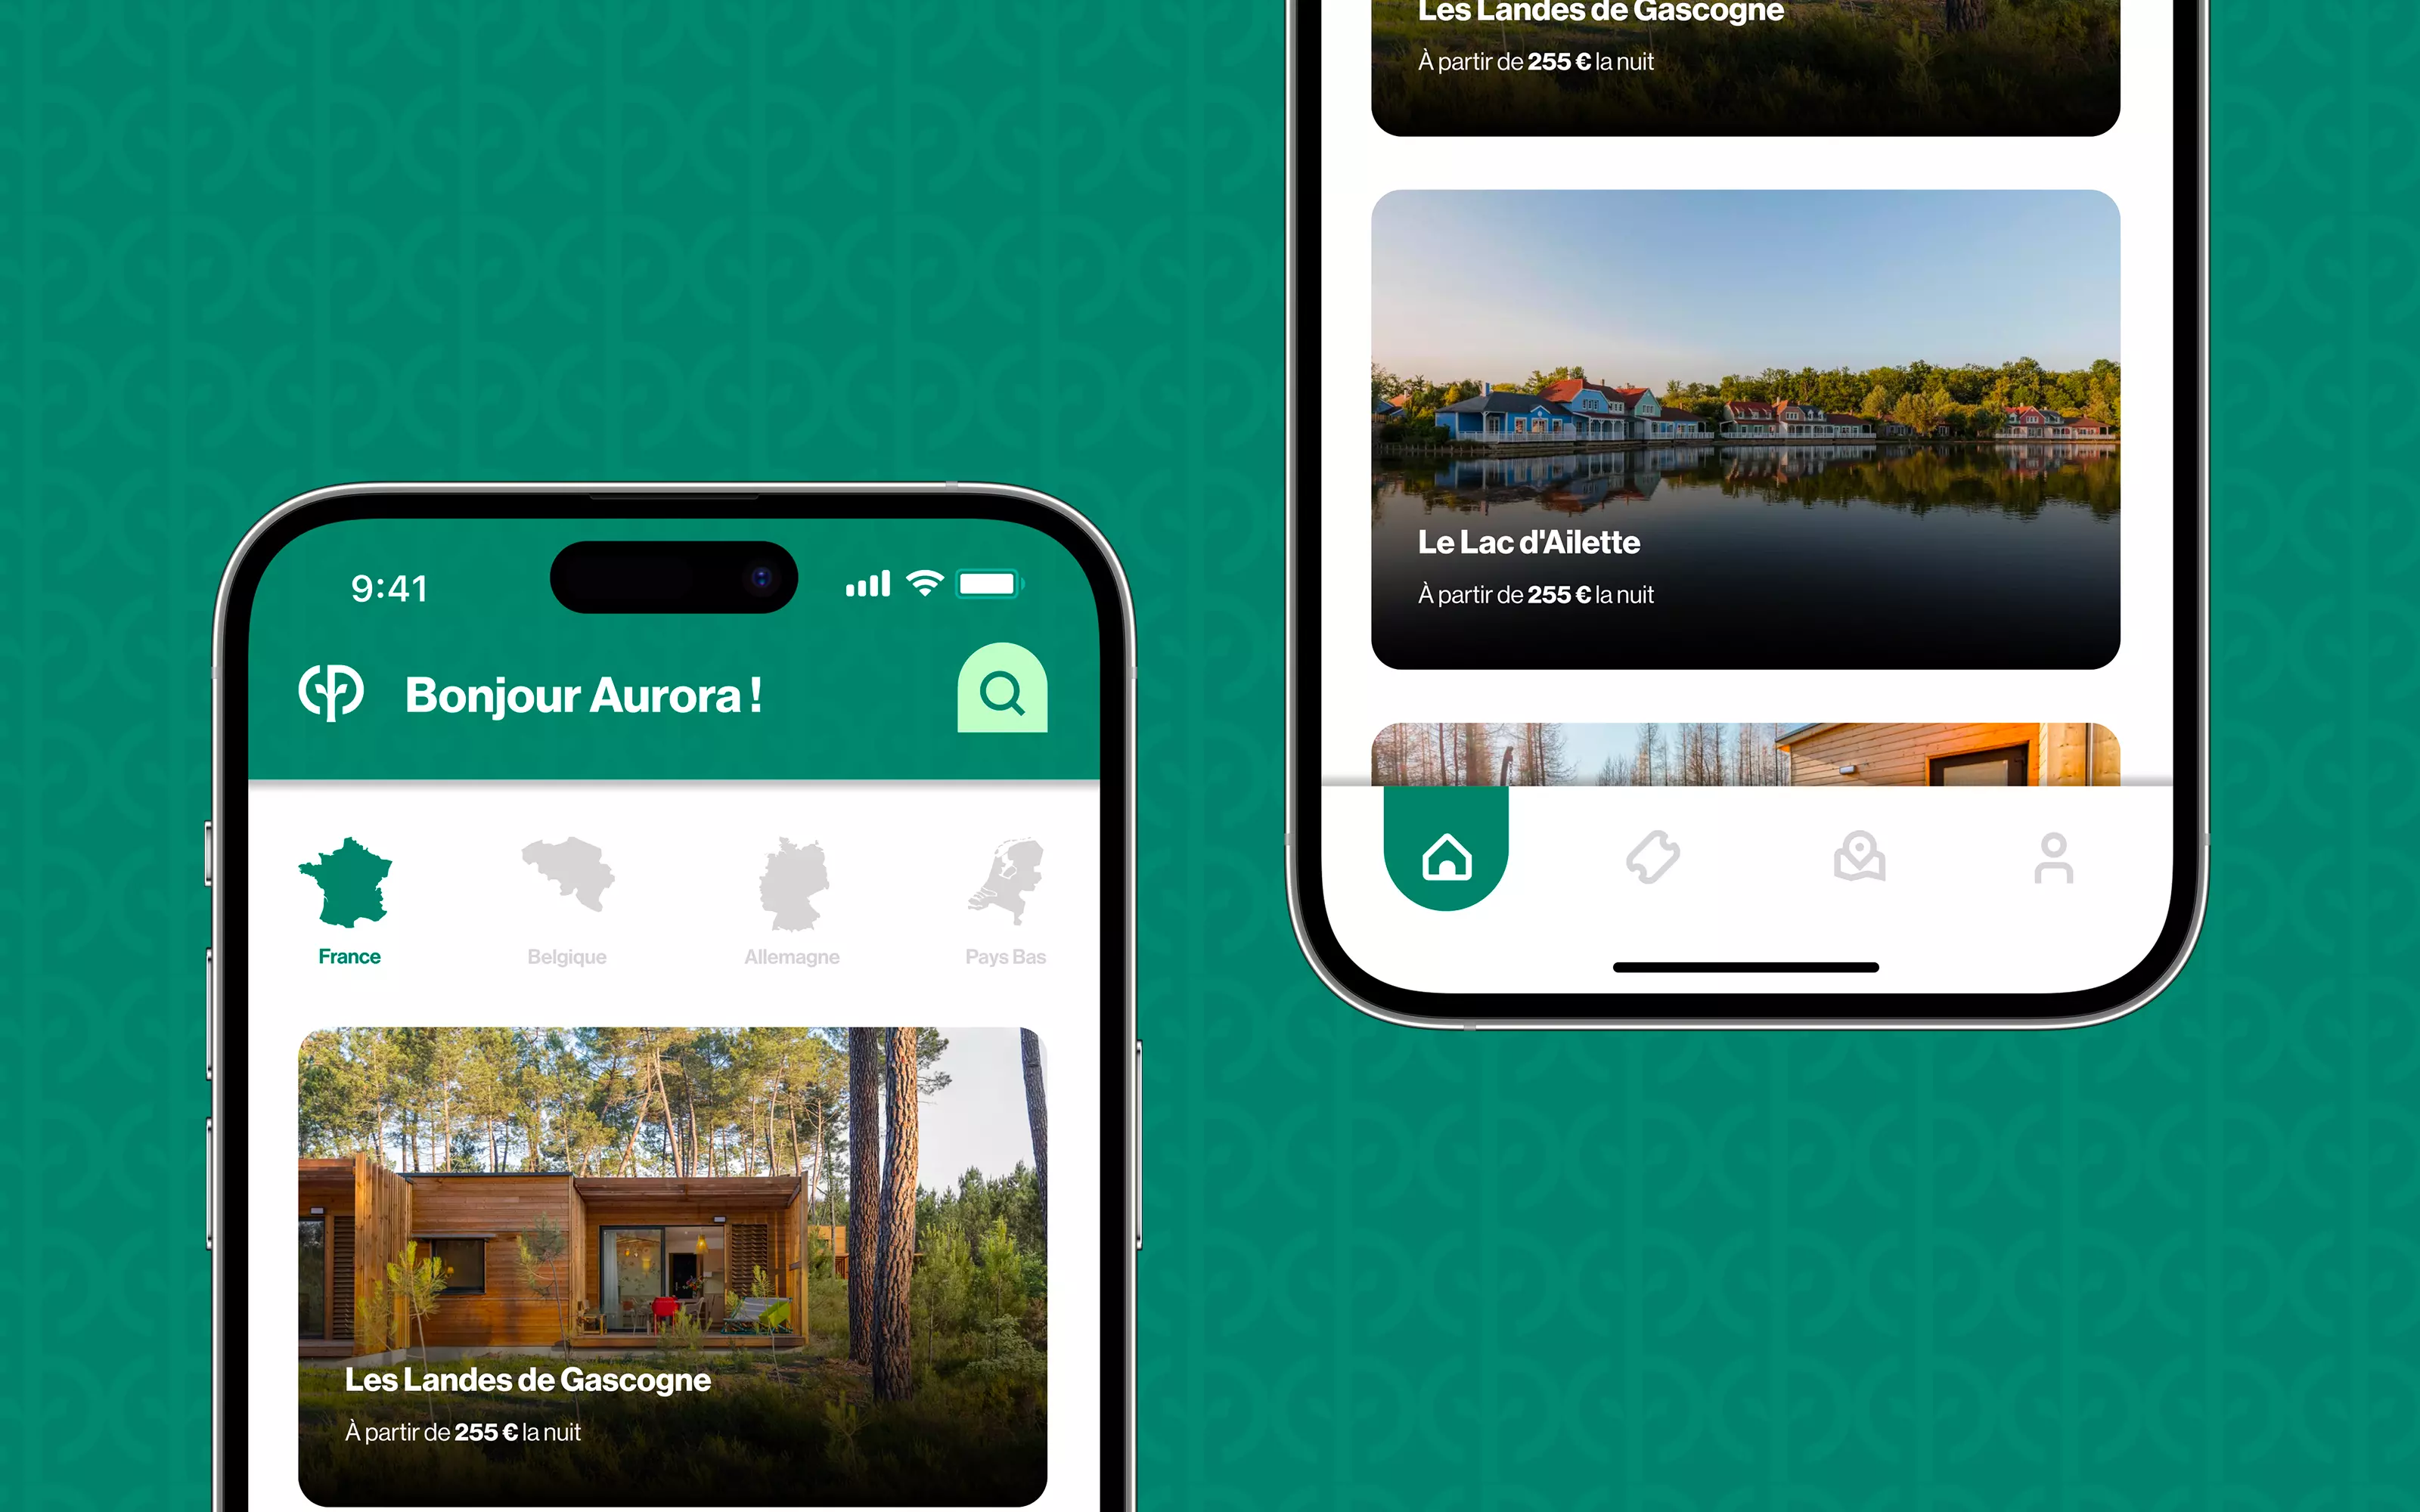 9:41
Bonjour Aurora !
France
Belgique
Allemagne
Pays Bas
Les Landes de Gascogne
À partir de 255 € la nuit
Les Landes de Gascogne
À partir de 255 € la nuit
Le Lac d'Ailette
À partir de 255 € la nuit